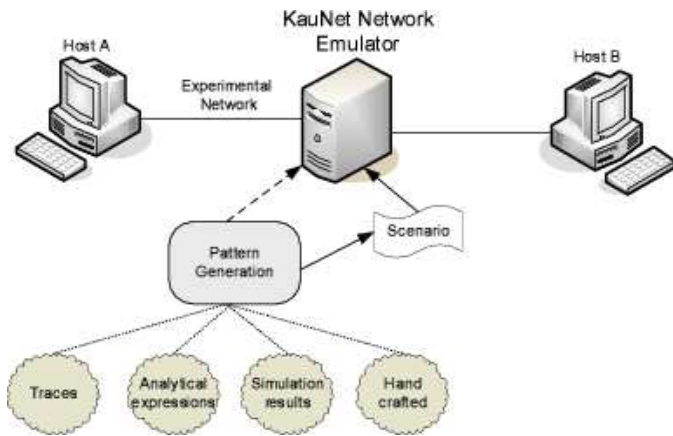 KauNet Network
Emulator
Host A
Host B
Experimental
Network
Scenario
Pattern
Generation
Traces
Analytical
expressions
Simulation
results
Hand
crafted